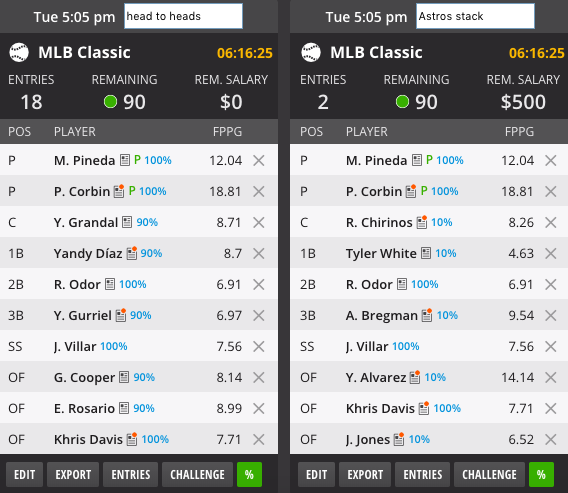 Tue 5:05 pm head to heads
MLB Classic 06:16:25
ENTRIES REMAINING REM. SALARY
18 90 $0
POS PLAYER FPPG
P M. Pineda P 100% 12.04
P P. Corbin P 100% 18.81
C Y. Grandal 90% 8.71
1B Yandy Díaz 90% 8.7
2B R. Odor 100% 6.91
3B Y. Gurriel 90% 6.97
SS J. Villar 100% 7.56
OF G. Cooper 90% 8.14
OF E. Rosario 90% 8.99
OF Khris Davis 100% 7.71
EDIT EXPORT ENTRIES CHALLENGE %
Tue 5:05 pm Astros stack
MLB Classic 06:16:25
ENTRIES REMAINING REM. SALARY
2 90 $500
POS PLAYER FPPG
P M. Pineda P 100% 12.04
P P. Corbin P 100% 18.81
C R. Chirinos 10% 8.26
1B Tyler White 10% 4.63
2B R. Odor 100% 6.91
3B A. Bregman 10% 9.54
SS J. Villar 100% 7.56
OF Y. Alvarez 10% 14.14
OF Khris Davis 100% 7.71
OF J. Jones 10% 6.52
EDIT EXPORT ENTRIES CHALLENGE %